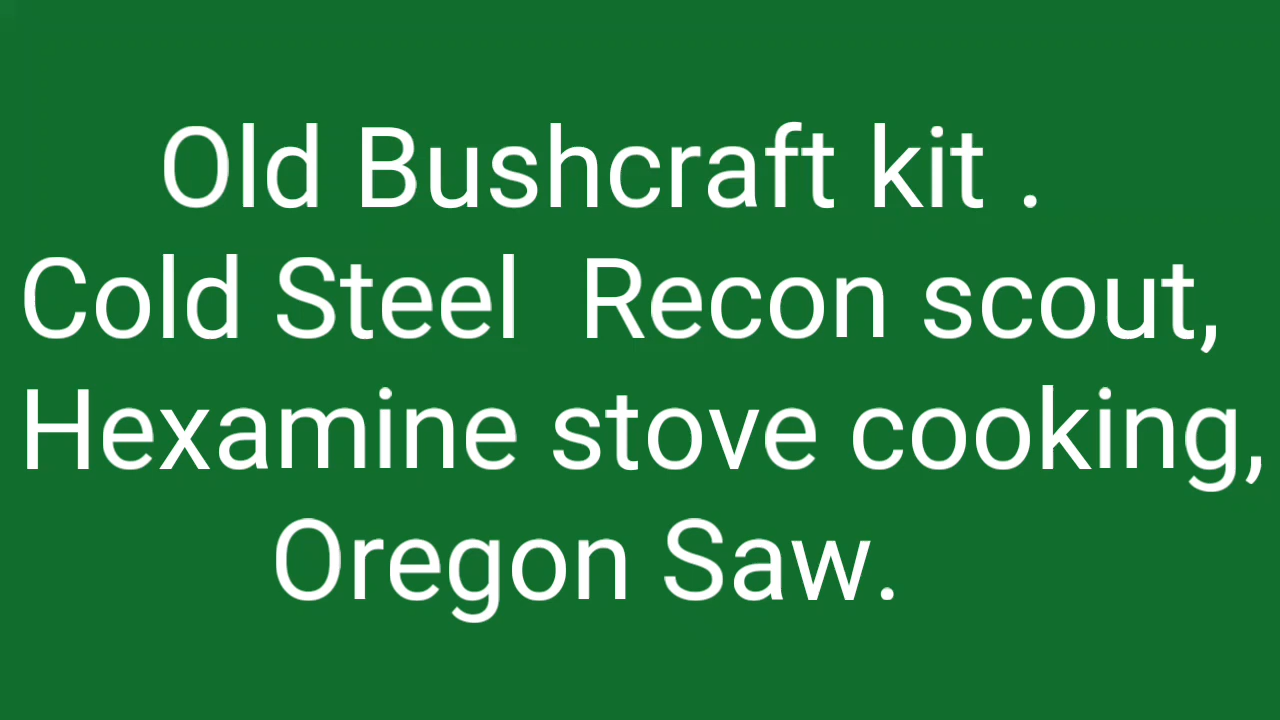 Old Bushcraft kit .
Cold Steel  Recon scout,
Hexamine stove cooking,
Oregon Saw.